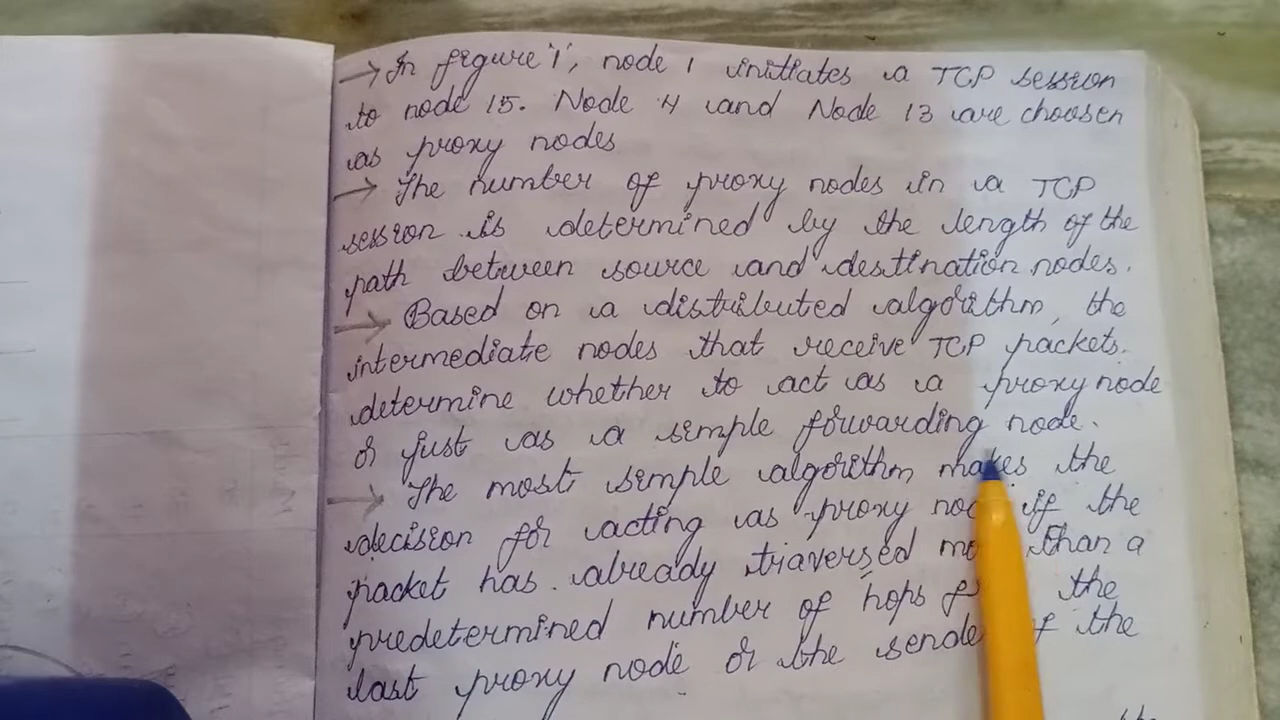 → In figure '1', node 1 initiates a TCP session
to node 15. Node 4 and Node 13 are choosen
as proxy nodes
→ The number of proxy nodes in a TCP
session is determined by the length of the
path between source and destination nodes.
→ Based on a distributed algorithm, the
intermediate nodes that receive TCP packets.
determine whether to act as a proxy node
or just as a simple forwarding node.
→ The most simple algorithm makes the
decision for acting as proxy if the
packet has already traversed than a
predetermined number of hops the
last proxy node or the of the
the